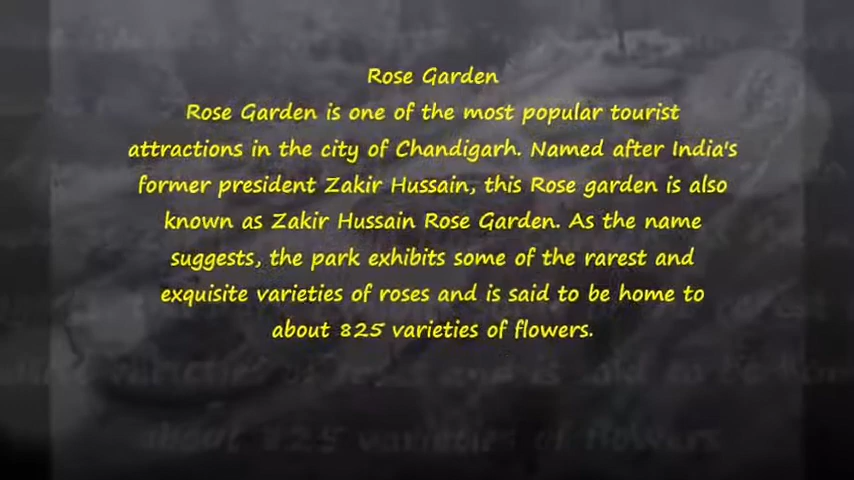 Rose Garden
Rose Garden is one of the most popular tourist
attractions in the city of Chandigarh. Named after India's
former president Zakir Hussain, this Rose garden is also
known as Zakir Hussain Rose Garden. As the name
suggests, the park exhibits some of the rarest and
exquisite varieties of roses and is said to be home to
about 825 varieties of flowers.